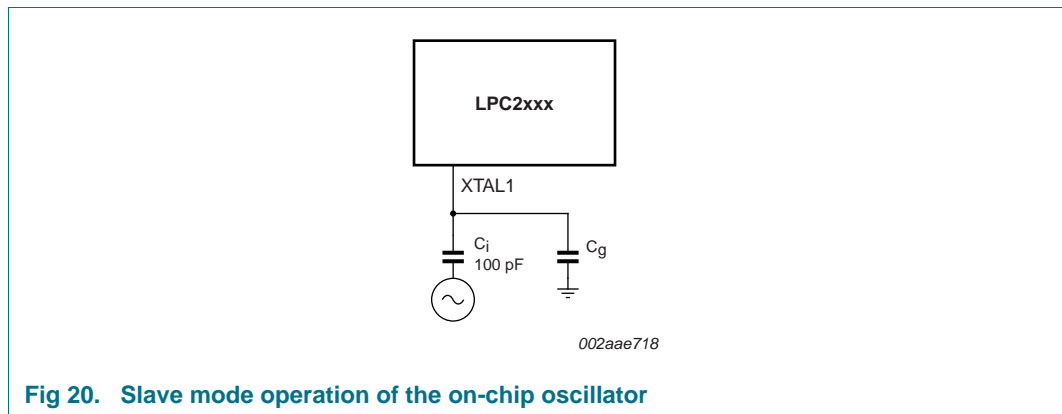 LPC2xxx
XTAL1
Ci
100 pF
Cg
002aae718
Fig 20. Slave mode operation of the on-chip oscillator